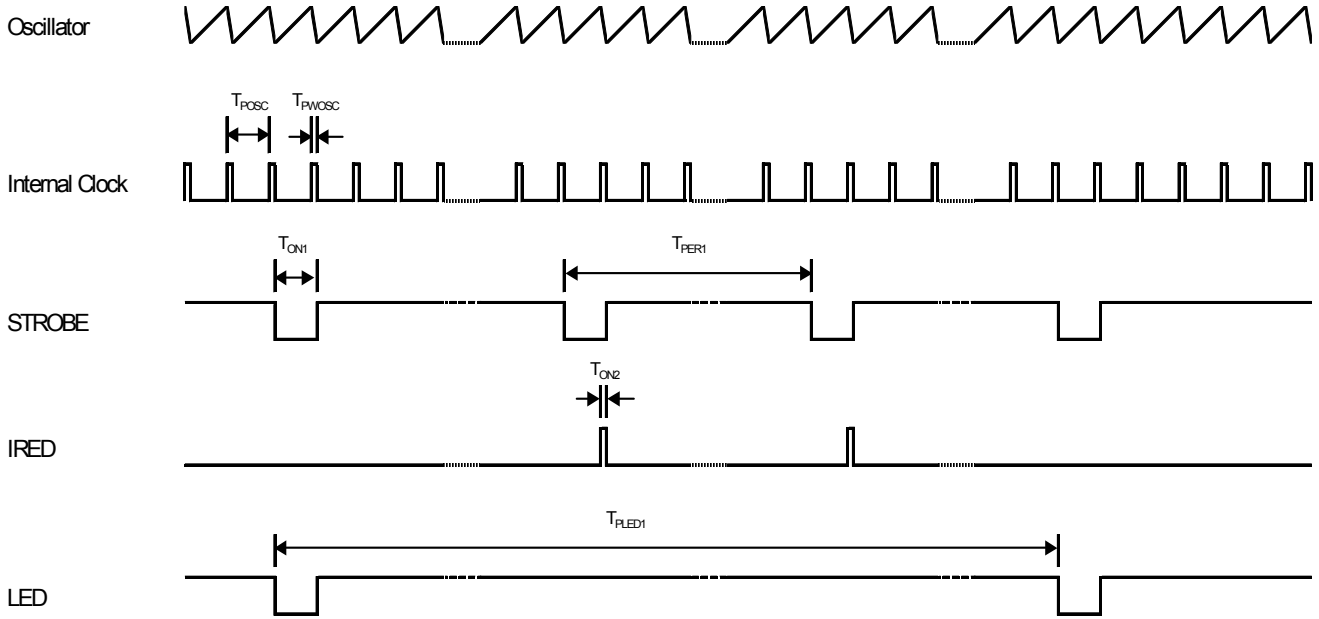 Oscillator
TPOSC TPWOSC
Internal Clock
TON1 TPER1
STROBE
TON2
IRED
TPLED1
LED